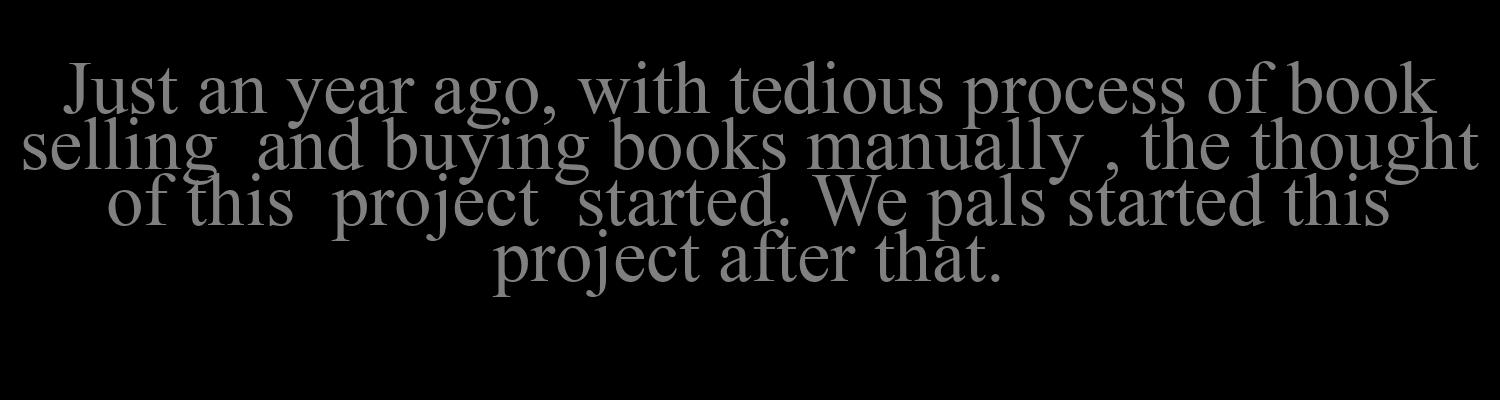 Just an year ago, with tedious process of book
selling  and buying books manually , the thought
of this  project  started. We pals started this
project after that.